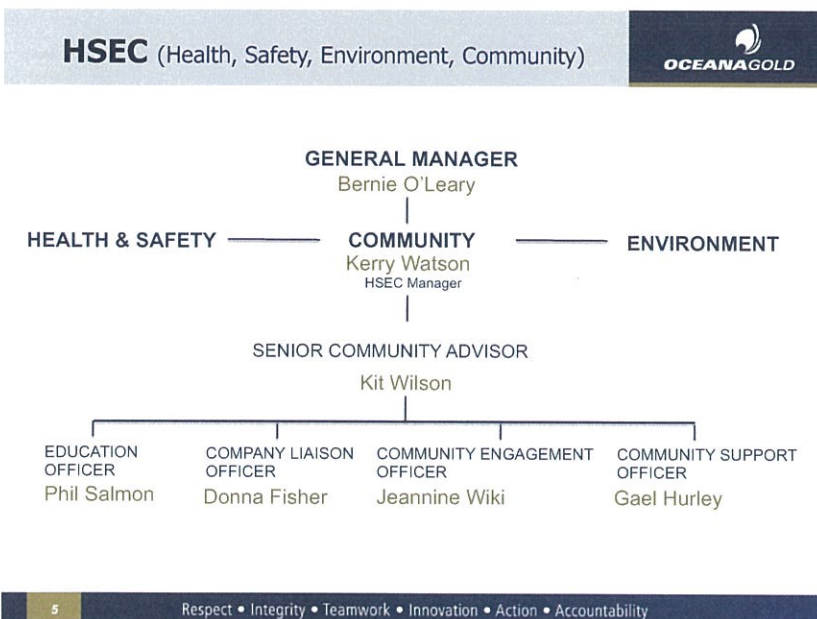 HSEC (Health, Safety, Environment, Community)
OCEANAGOLD
GENERAL MANAGER
Bernie O'Leary
HEALTH & SAFETY
COMMUNITY
ENVIRONMENT
Kerry Watson
HSEC Manager
SENIOR COMMUNITY ADVISOR
Kit Wilson
EDUCATION
OFFICER
Phil Salmon
COMPANY LIAISON
OFFICER
Donna Fisher
COMMUNITY ENGAGEMENT
OFFICER
Jeannine Wiki
COMMUNITY SUPPORT
OFFICER
Gael Hurley
5
Respect • Integrity • Teamwork • Innovation • Action • Accountability